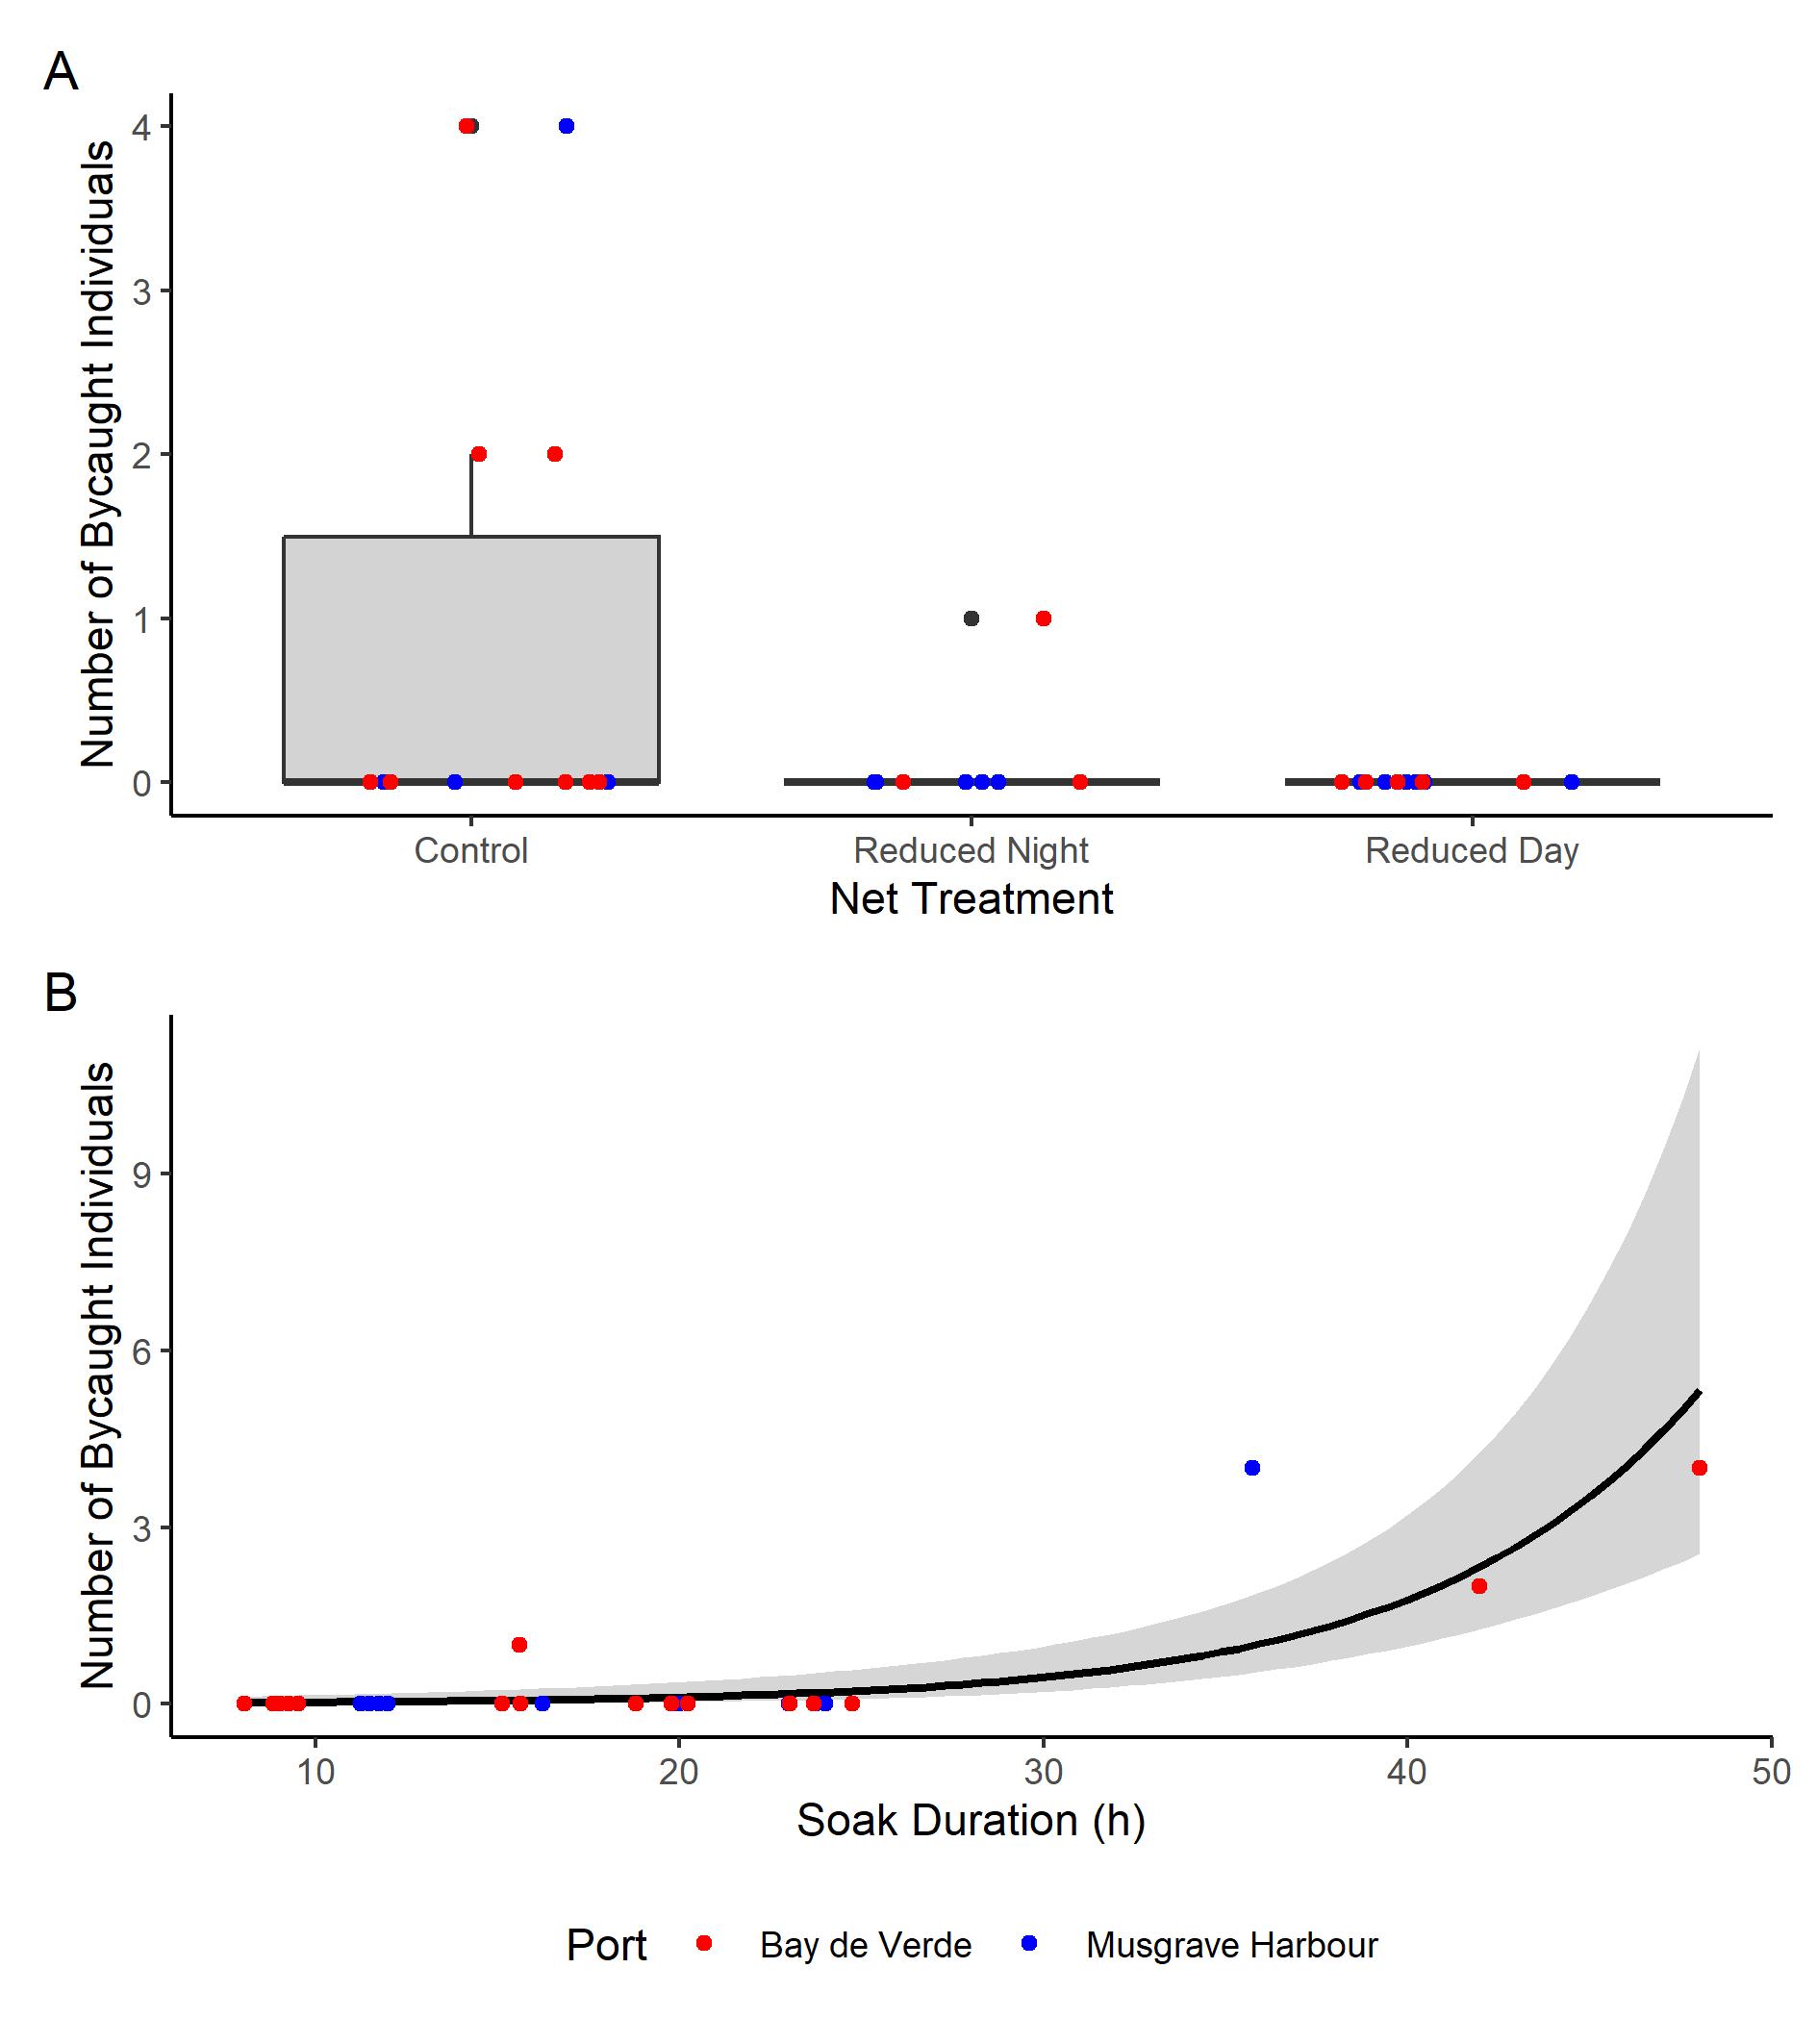 A
Number of Bycaught Individuals
4
3
2
1
0
Control Reduced Night Reduced Day
Net Treatment
B
Number of Bycaught Individuals
9
6
3
0
10 20 30 40 50
Soak Duration (h)
Port Bay de Verde Musgrave Harbour